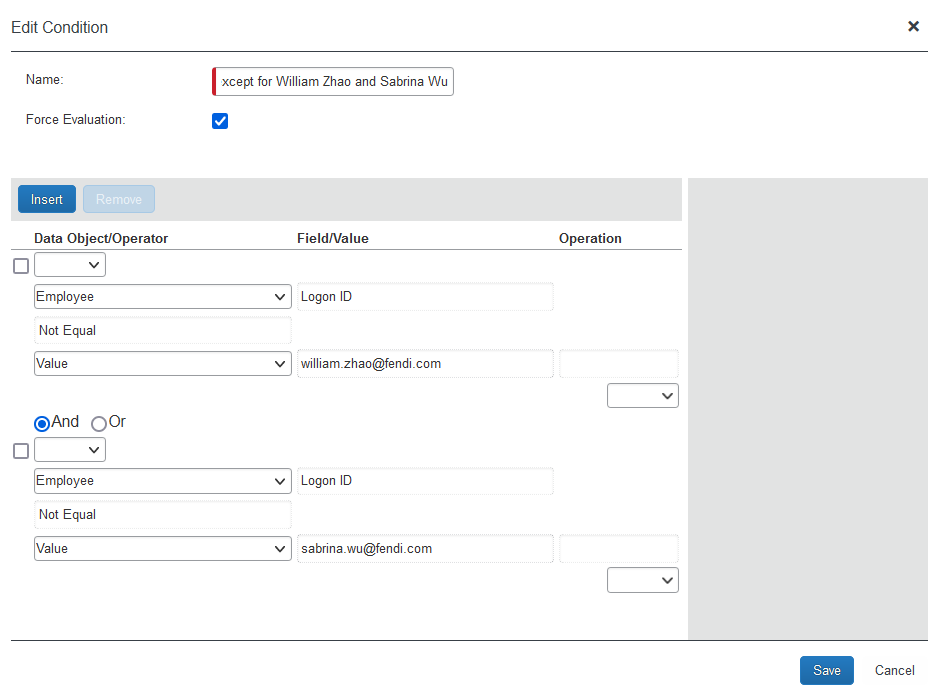 Edit Condition
Name:
xcept for William Zhao and Sabrina Wu
Force Evaluation:
Insert Remove
Data Object/Operator Field/Value Operation
Employee Logon ID
Not Equal
Value william.zhao@fendi.com
And Or
Employee Logon ID
Not Equal
Value sabrina.wu@fendi.com
Save Cancel